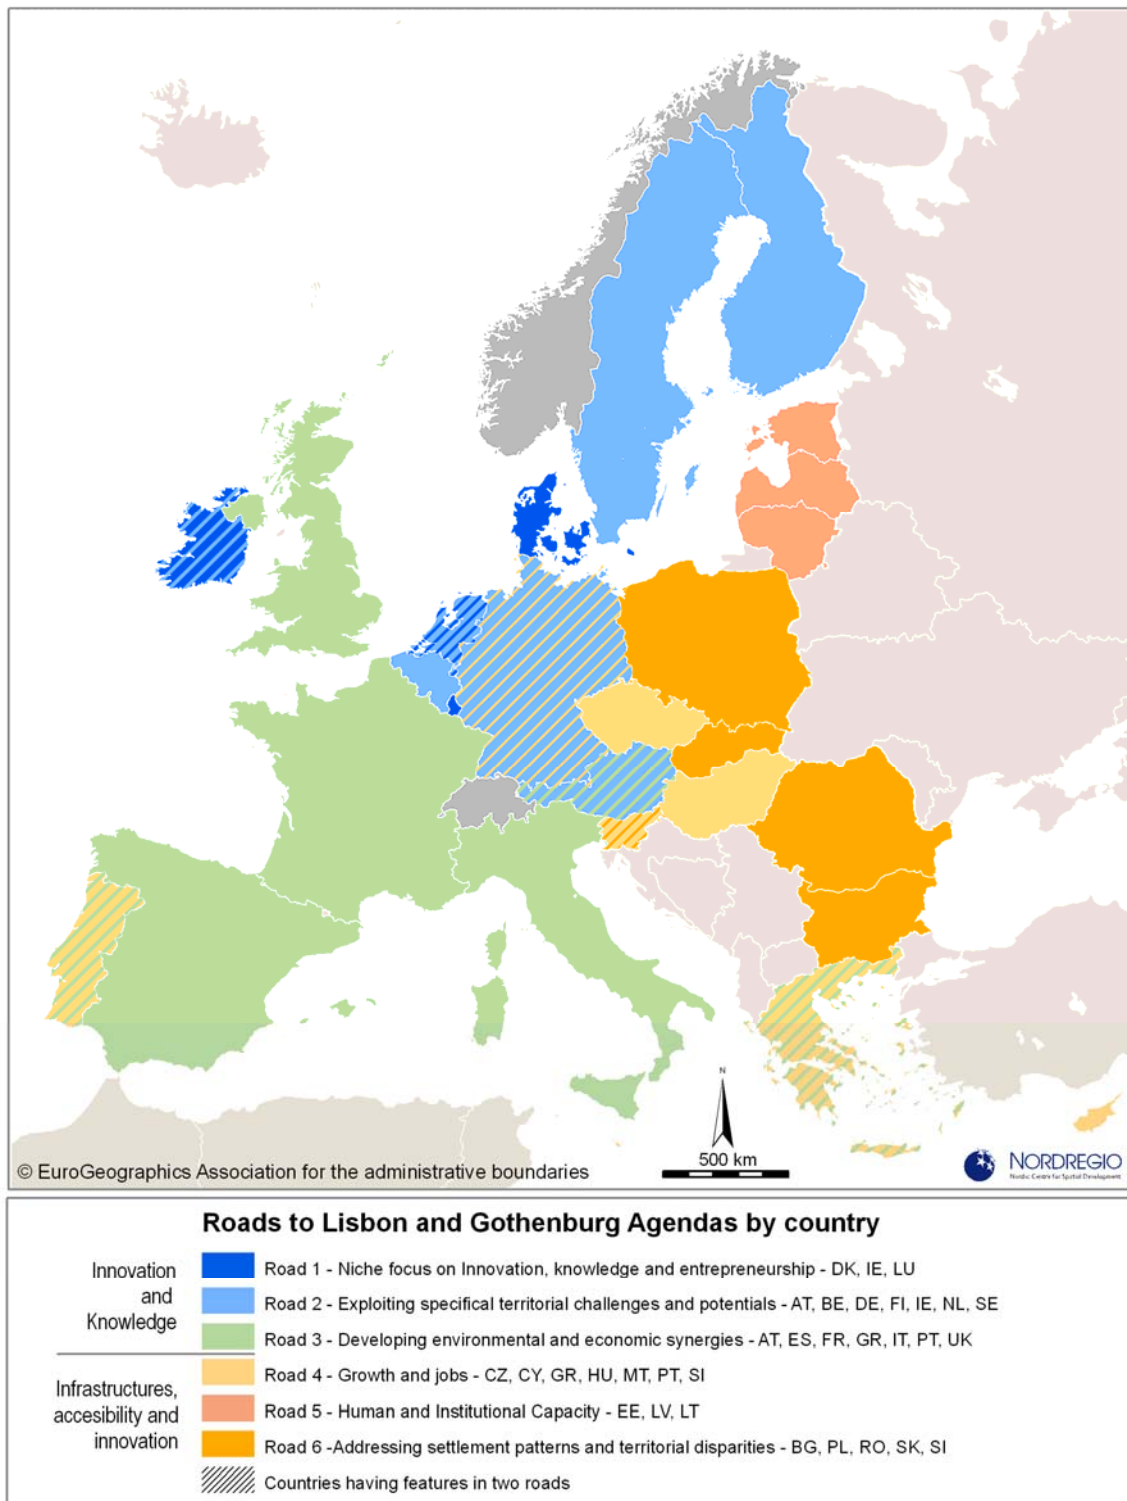 N
500 km
© EuroGeographics Association for the administrative boundaries
NORDREGIO
Nordic Centre for Spatial Development
Roads to Lisbon and Gothenburg Agendas by country
Innovation
and
Knowledge
Road 1 - Niche focus on Innovation, knowledge and entrepreneurship - DK, IE, LU
Road 2 - Exploiting specifical territorial challenges and potentials - AT, BE, DE, FI, IE, NL, SE
Road 3 - Developing environmental and economic synergies - AT, ES, FR, GR, IT, PT, UK
Infrastructures,
accesibility and
innovation
Road 4 - Growth and jobs - CZ, CY, GR, HU, MT, PT, SI
Road 5 - Human and Institutional Capacity - EE, LV, LT
Road 6 -Addressing settlement patterns and territorial disparities - BG, PL, RO, SK, SI
Countries having features in two roads